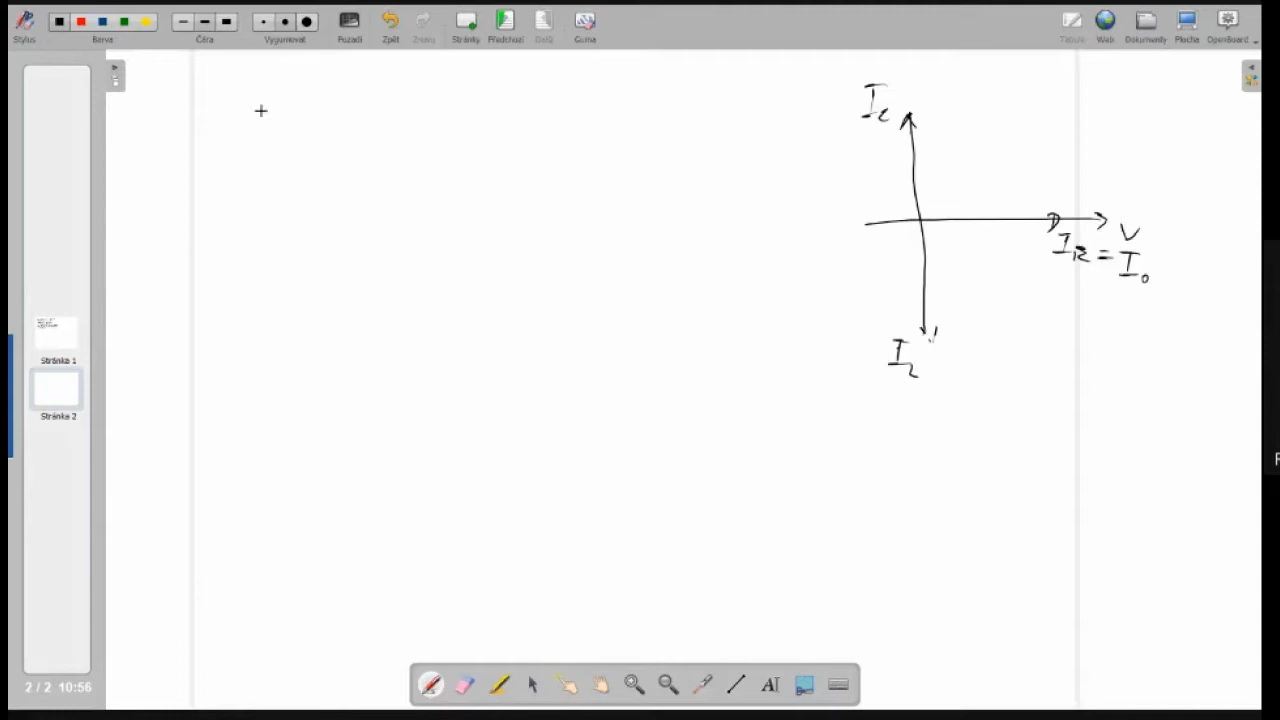 Stylus Barva Čára Vygumovat Pozadí Zpět Znovu Stránky Předchozí Další Guma Tabule Web Dokumenty Plocha OpenBoard
I_C
V
I_R = I_0
I_L
Stránka 1
Stránka 2
2 / 2 10:56
AI